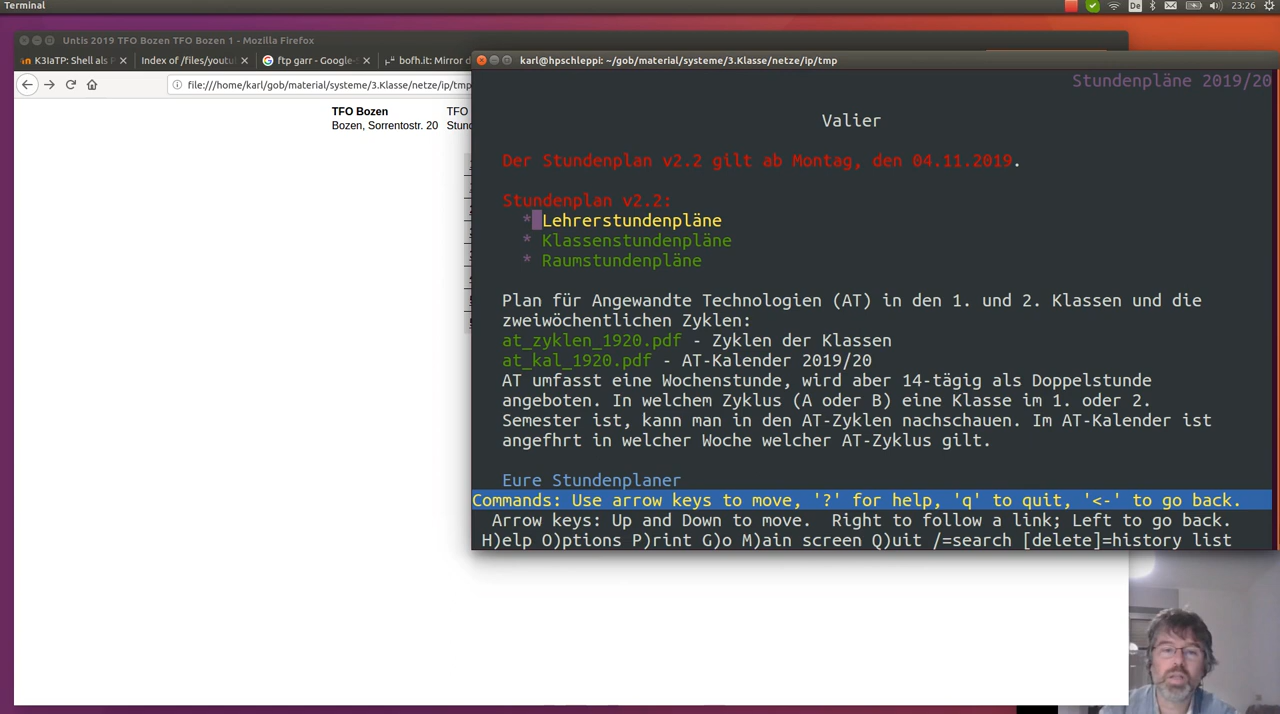 Terminal
De
23:26
Untis 2019 TFO Bozen TFO Bozen 1 - Mozilla Firefox
K3IaTP: Shell als P
Index of /files/youtu
ftp garr - Google-S
bofh.it: Mirror d
file:///home/karl/gob/material/systeme/3.Klasse/netze/ip/tmp
TFO Bozen
TFO
Bozen, Sorrentostr. 20
Stun
karl@hpschleppi: ~/gob/material/systeme/3.Klasse/netze/ip/tmp
Stundenpläne 2019/20
Valier
Der Stundenplan v2.2 gilt ab Montag, den 04.11.2019.
Stundenplan v2.2:
* Lehrerstundenpläne
* Klassenstundenpläne
* Raumstundenpläne
Plan für Angewandte Technologien (AT) in den 1. und 2. Klassen und die
zweiwöchentlichen Zyklen:
at_zyklen_1920.pdf - Zyklen der Klassen
at_kal_1920.pdf - AT-Kalender 2019/20
AT umfasst eine Wochenstunde, wird aber 14-tägig als Doppelstunde
angeboten. In welchem Zyklus (A oder B) eine Klasse im 1. oder 2.
Semester ist, kann man in den AT-Zyklen nachschauen. Im AT-Kalender ist
angefhrt in welcher Woche welcher AT-Zyklus gilt.
Eure Stundenplaner
Commands: Use arrow keys to move, '?' for help, 'q' to quit, '<-' to go back.
Arrow keys: Up and Down to move.  Right to follow a link; Left to go back.
H)elp O)ptions P)rint G)o M)ain screen Q)uit /=search [delete]=history list